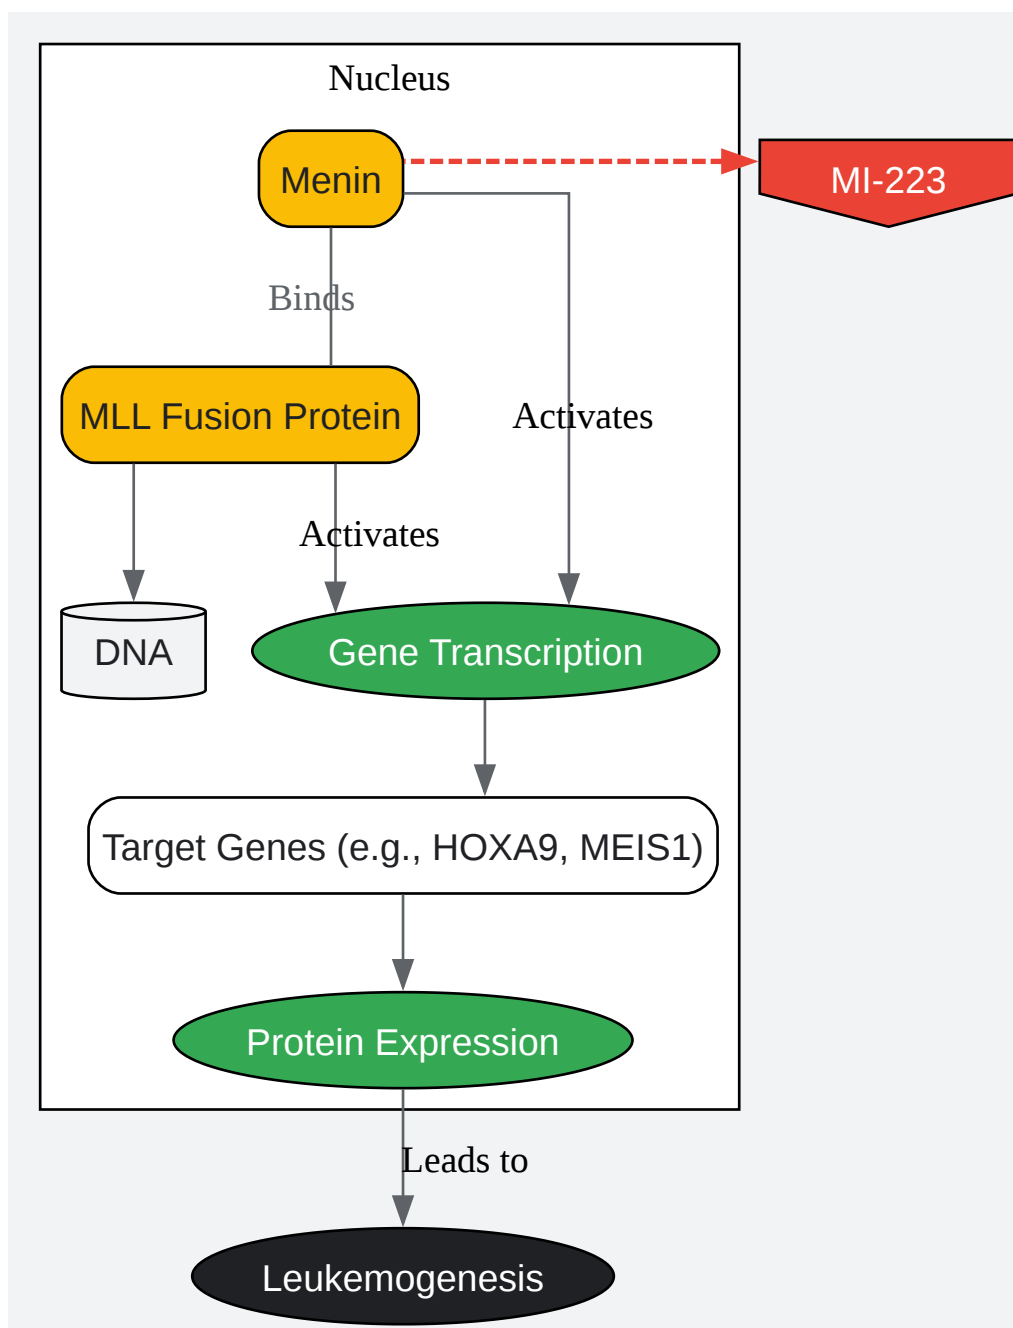 Nucleus
Menin
MI-223
Binds
MLL Fusion Protein
Activates
Activates
DNA
Gene Transcription
Target Genes (e.g., HOXA9, MEIS1)
Protein Expression
Leads to
Leukemogenesis